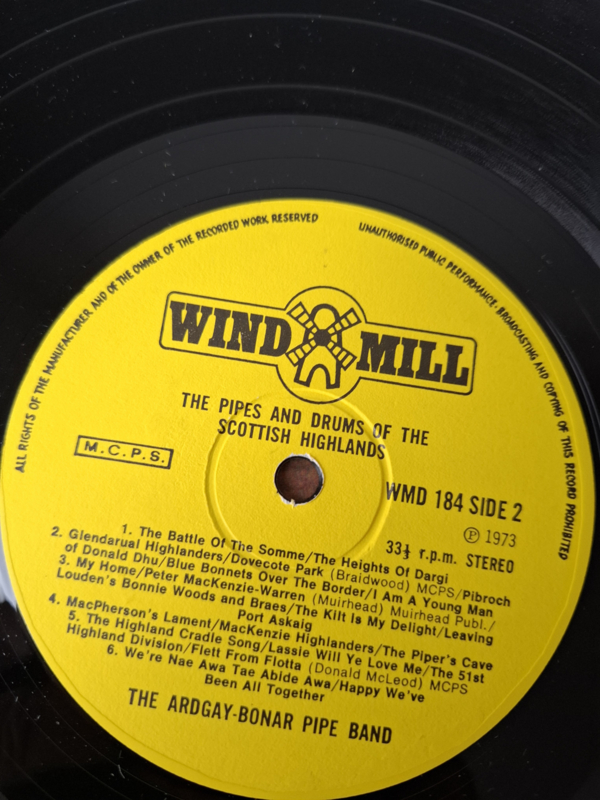 ALL RIGHTS OF THE MANUFACTURER AND OF THE OWNER OF THE RECORDED WORK RESERVED
UNAUTHORISED PUBLIC PERFORMANCE · BROADCASTING AND COPYING OF THIS RECORD PROHIBITED
WIND MILL
THE PIPES AND DRUMS OF THE
SCOTTISH HIGHLANDS
M.C.P.S.
WMD 184 SIDE 2
Ⓟ 1973
33⅓ r.p.m. STEREO
1. The Battle Of The Somme/The Heights Of Dargi
2. Glendarual Highlanders/Dovecote Park (Braidwood) MCPS/Pibroch
of Donald Dhu/Blue Bonnets Over The Border/I Am A Young Man
3. My Home/Peter MacKenzie-Warren (Muirhead) Muirhead Publ./
Louden's Bonnie Woods and Braes/The Kilt Is My Delight/Leaving
Port Askaig
4. MacPherson's Lament/MacKenzie Highlanders/The Piper's Cave
5. The Highland Cradle Song/Lassie Will Ye Love Me/The 51st
Highland Division/Flett From Flotta (Donald McLeod) MCPS
6. We're Nae Awa Tae Abide Awa/Happy We've
Been All Together
THE ARDGAY-BONAR PIPE BAND